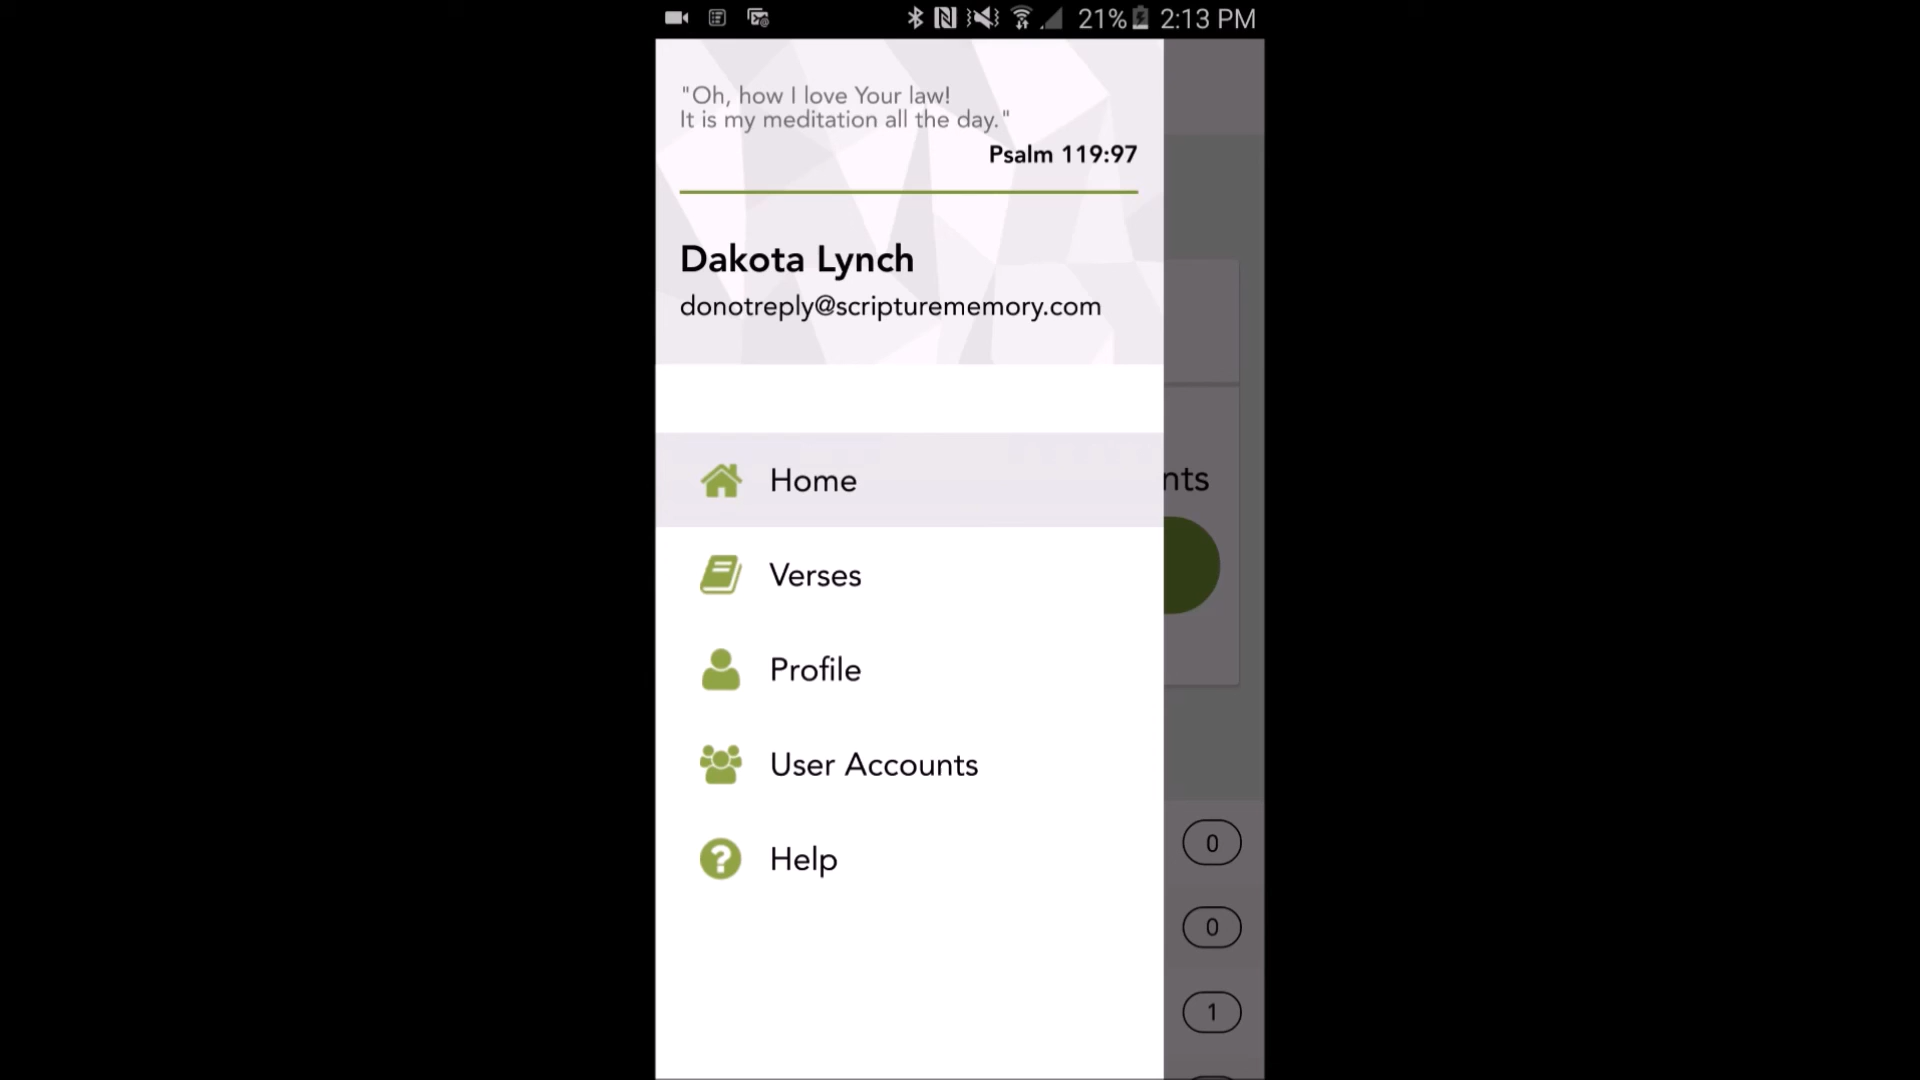 21% 2:13 PM
"Oh, how I love Your law!
It is my meditation all the day."
Psalm 119:97
Dakota Lynch
donotreply@scripturememory.com
Home
nts
Verses
Profile
User Accounts
0
Help
0
1